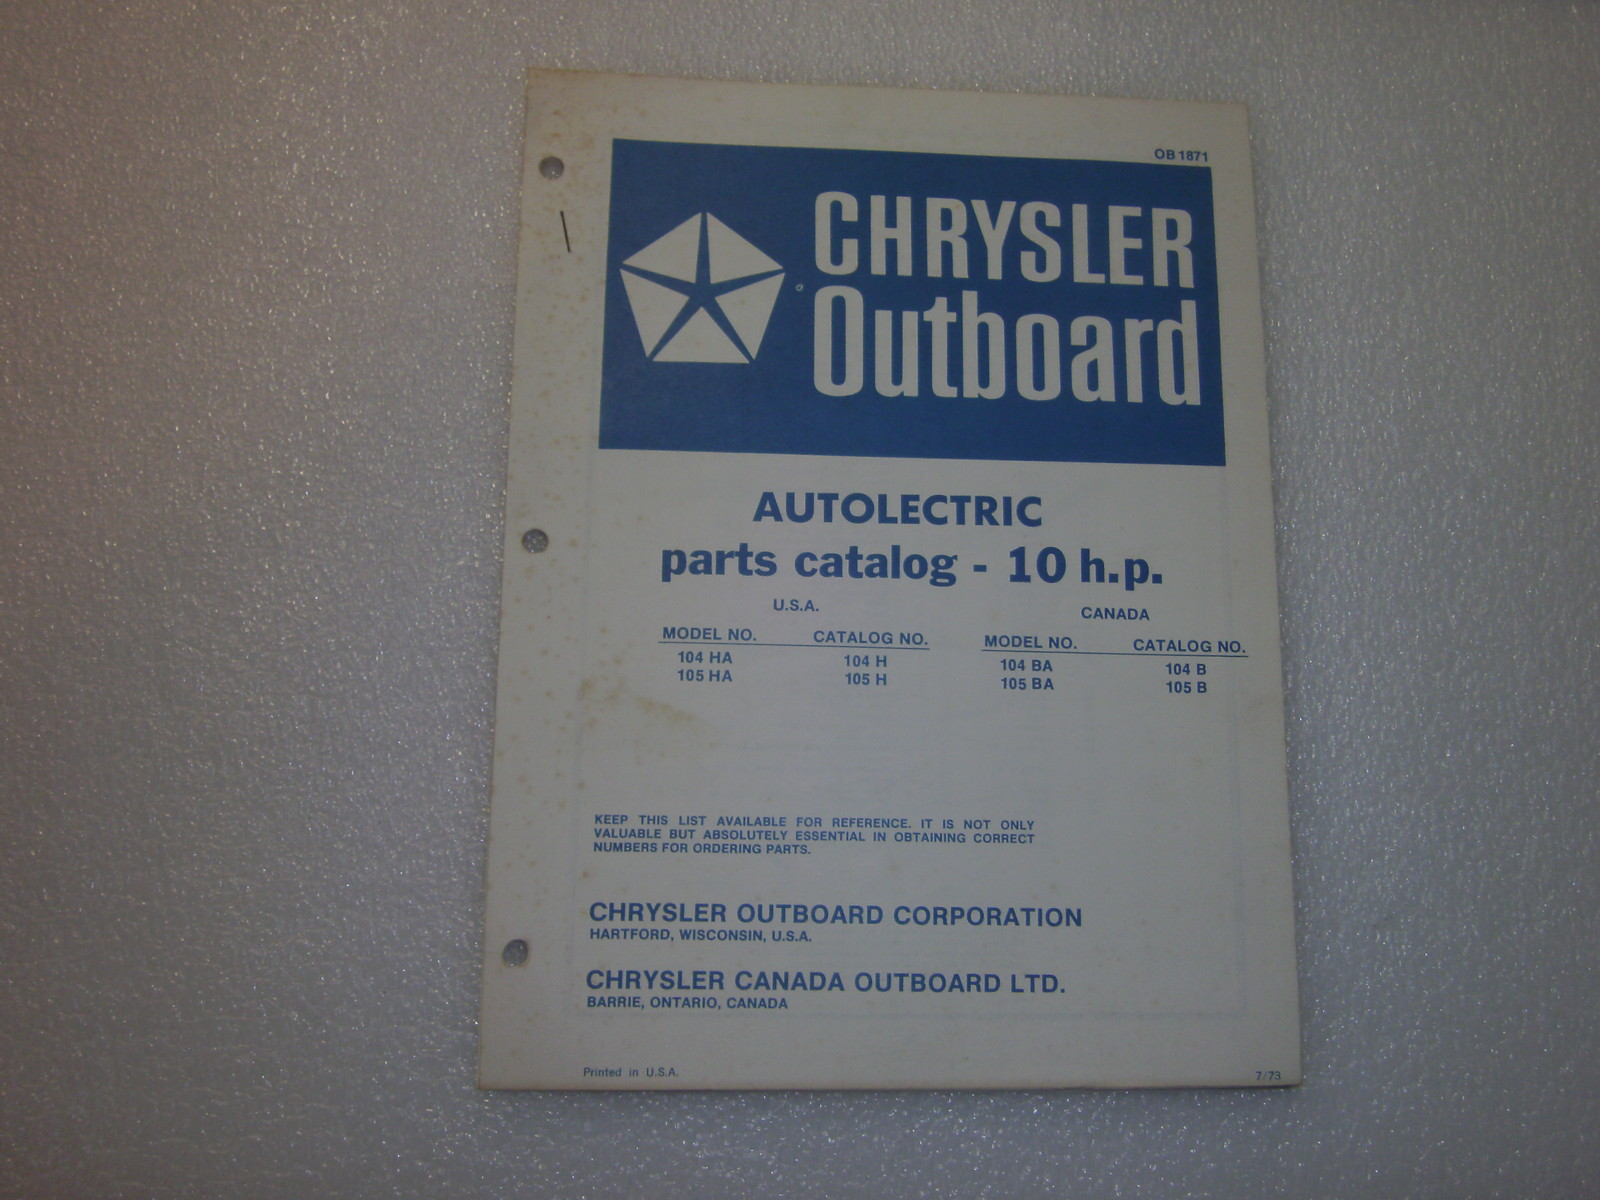 OB 1871
CHRYSLER
Outboard
AUTOLECTRIC
parts catalog - 10 h.p.
U.S.A. CANADA
MODEL NO. CATALOG NO. MODEL NO. CATALOG NO.
104 HA 104 H 104 BA 104 B
105 HA 105 H 105 BA 105 B
KEEP THIS LIST AVAILABLE FOR REFERENCE. IT IS NOT ONLY
VALUABLE BUT ABSOLUTELY ESSENTIAL IN OBTAINING CORRECT
NUMBERS FOR ORDERING PARTS.
CHRYSLER OUTBOARD CORPORATION
HARTFORD, WISCONSIN, U.S.A.
CHRYSLER CANADA OUTBOARD LTD.
BARRIE, ONTARIO, CANADA
Printed in U.S.A. 7/73